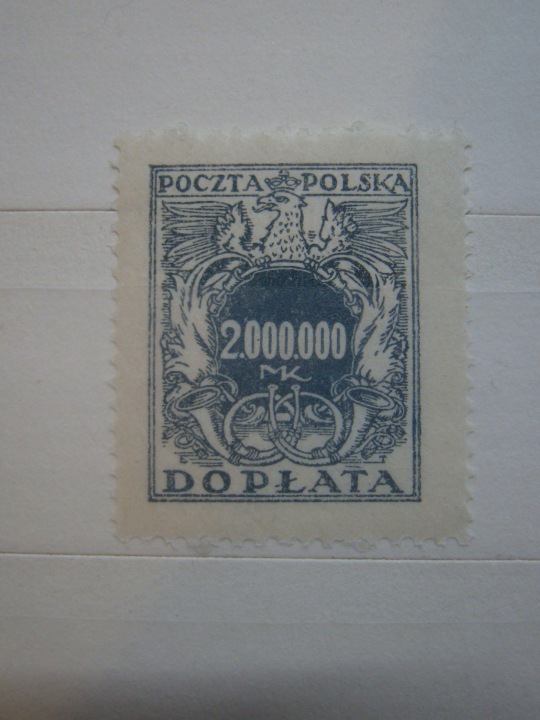 POCZTA POLSKA
2.000.000
MK
DOPŁATA